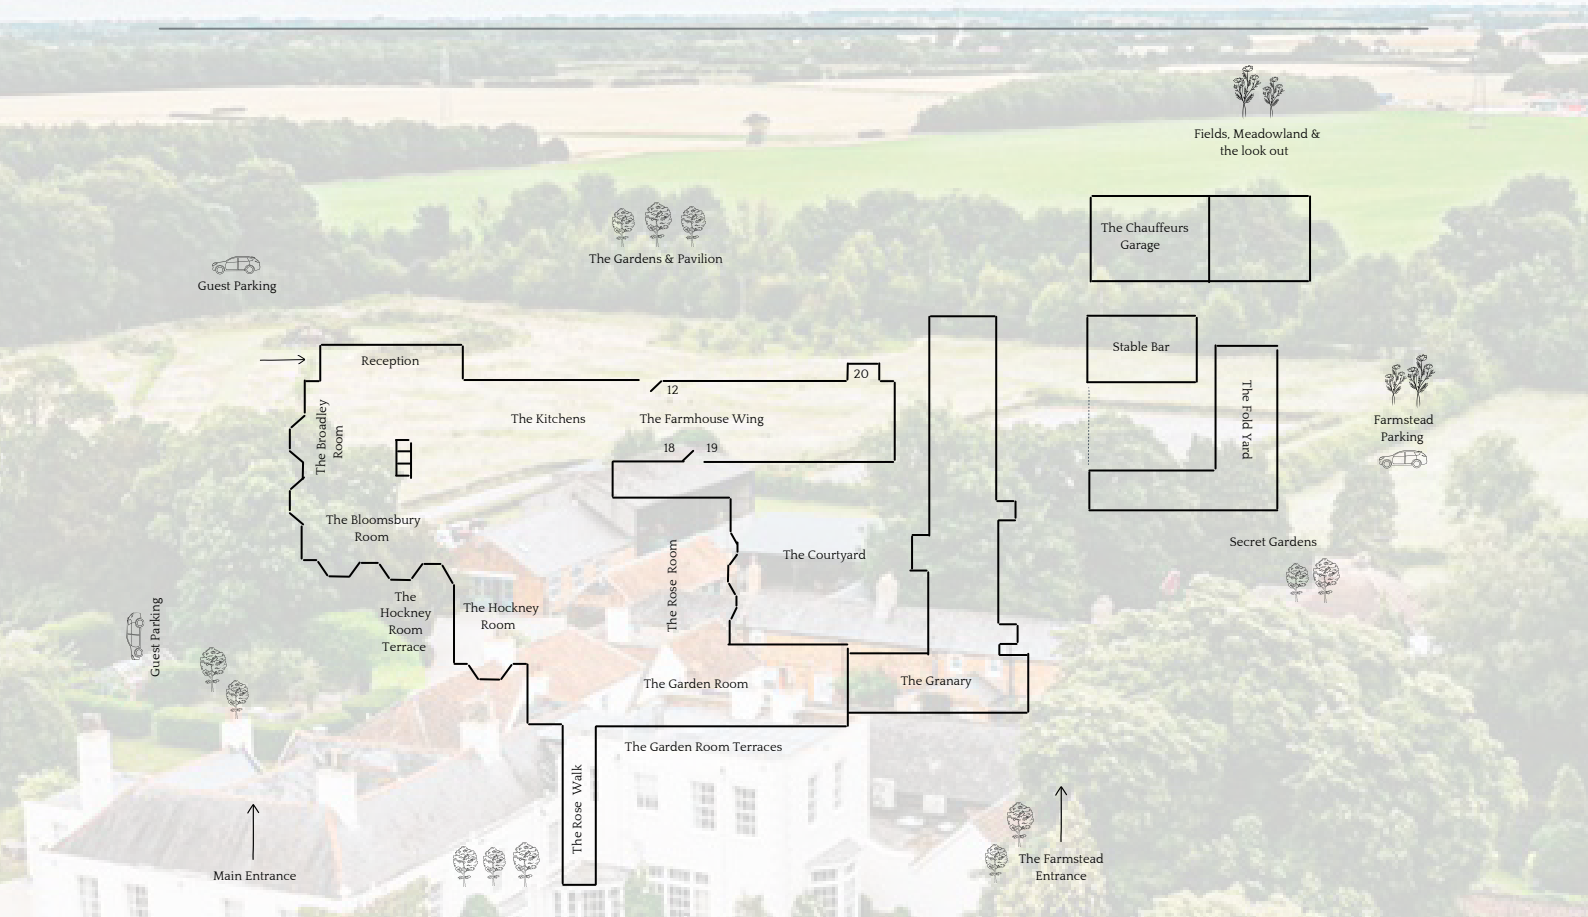 Fields, Meadowland &
the look out
The Chauffeurs
Garage
The Gardens & Pavilion
Guest Parking
Reception
Stable Bar
12
20
The Broadley
Room
The Kitchens
The Farmhouse Wing
18
19
The Fold Yard
Farmstead
Parking
The Bloomsbury
Room
The Rose Room
The Courtyard
Secret Gardens
The
Hockney
Room
Terrace
The Hockney
Room
Guest Parking
The Garden Room
The Granary
The Garden Room Terraces
The Rose Walk
Main Entrance
The Farmstead
Entrance